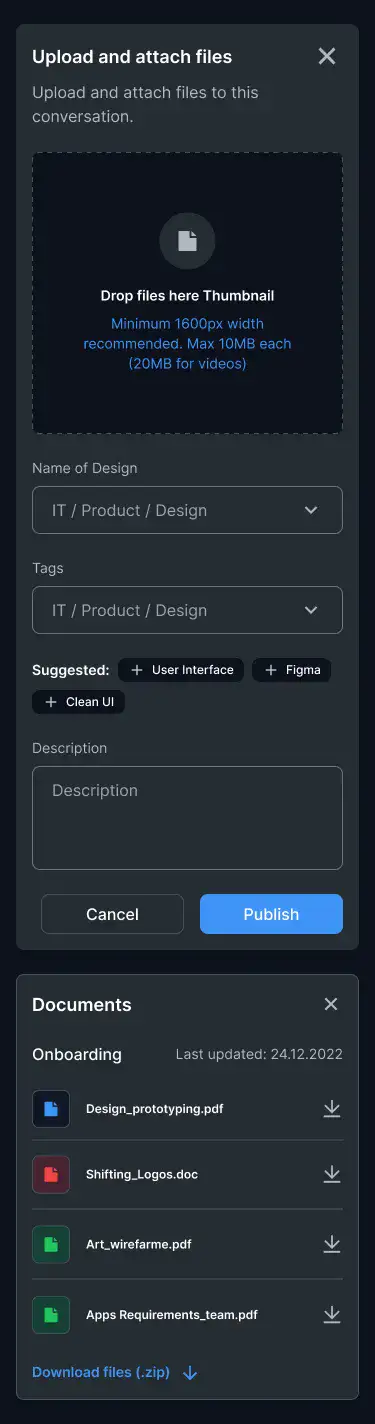 Upload and attach files
Upload and attach files to this
conversation.
Drop files here Thumbnail
Minimum 1600px width
recommended. Max 10MB each
(20MB for videos)
Name of Design
IT / Product / Design
Tags
IT / Product / Design
Suggested: + User Interface + Figma
+ Clean UI
Description
Description
Cancel Publish
Documents
Onboarding Last updated: 24.12.2022
Design_prototyping.pdf
Shifting_Logos.doc
Art_wirefarme.pdf
Apps Requirements_team.pdf
Download files (.zip)